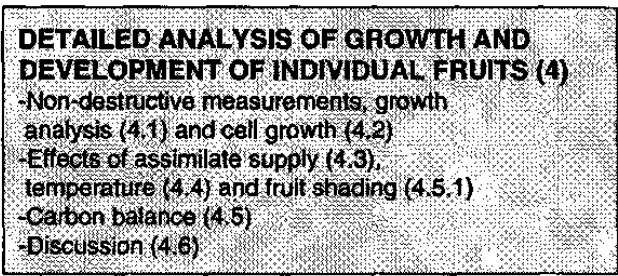 DETAILED ANALYSIS OF GROWTH AND
DEVELOPMENT OF INDIVIDUAL FRUITS (4)
-Non-destructive measurements, growth
analysis (4.1) and cell growth (4.2)
-Effects of assimilate supply (4.3),
temperature (4.4) and fruit shading (4.5.1)
-Carbon balance (4.5)
-Discussion (4.6)